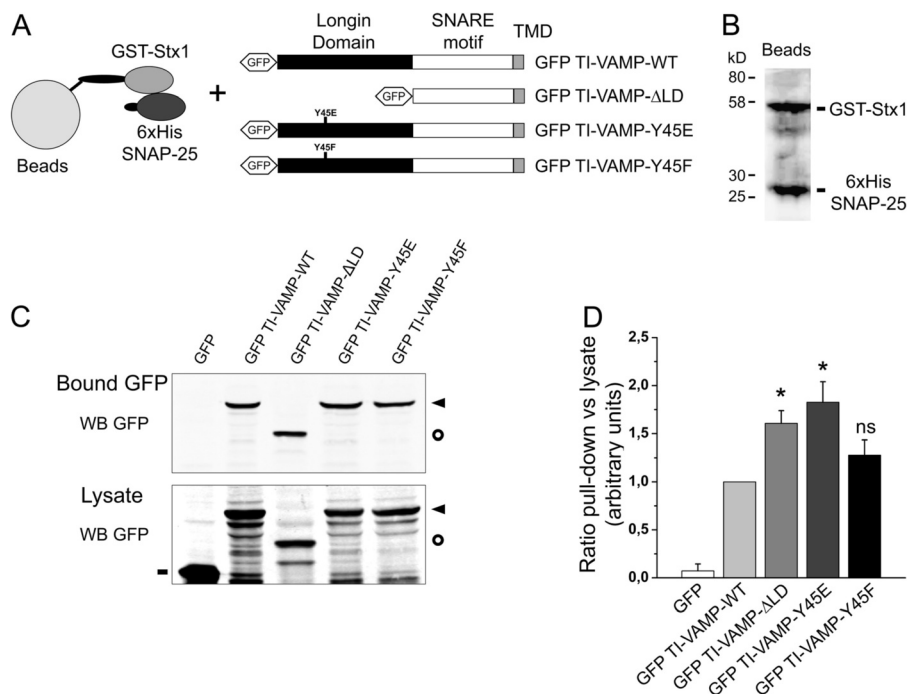 A
GST-Stx1
Beads
6xHis
SNAP-25
+
Longin
Domain
SNARE
motif
TMD
GFP
GFP TI-VAMP-WT
GFP
GFP TI-VAMP-ΔLD
Y45E
GFP
GFP TI-VAMP-Y45E
Y45F
GFP
GFP TI-VAMP-Y45F
B
kD
Beads
80
58
30
25
GST-Stx1
6xHis
SNAP-25
C
GFP
GFP TI-VAMP-WT
GFP TI-VAMP-ΔLD
GFP TI-VAMP-Y45E
GFP TI-VAMP-Y45F
Bound GFP
WB GFP
Lysate
WB GFP
D
Ratio pull-down vs lysate
(arbitrary units)
2,5
2,0
1,5
1,0
0,5
0,0
*
*
ns
GFP
GFP TI-VAMP-WT
GFP TI-VAMP-ΔLD
GFP TI-VAMP-Y45E
GFP TI-VAMP-Y45F